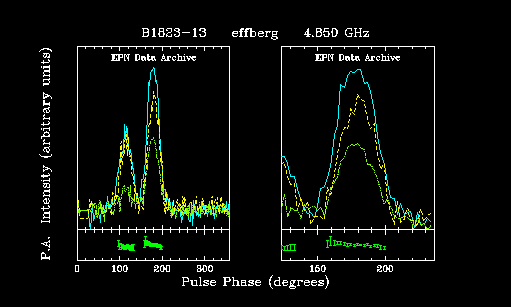 B1823-13 effberg 4.850 GHz
EPN Data Archive EPN Data Archive
P.A. Intensity (arbitrary units)
0 100 200 300 160 200
Pulse Phase (degrees)